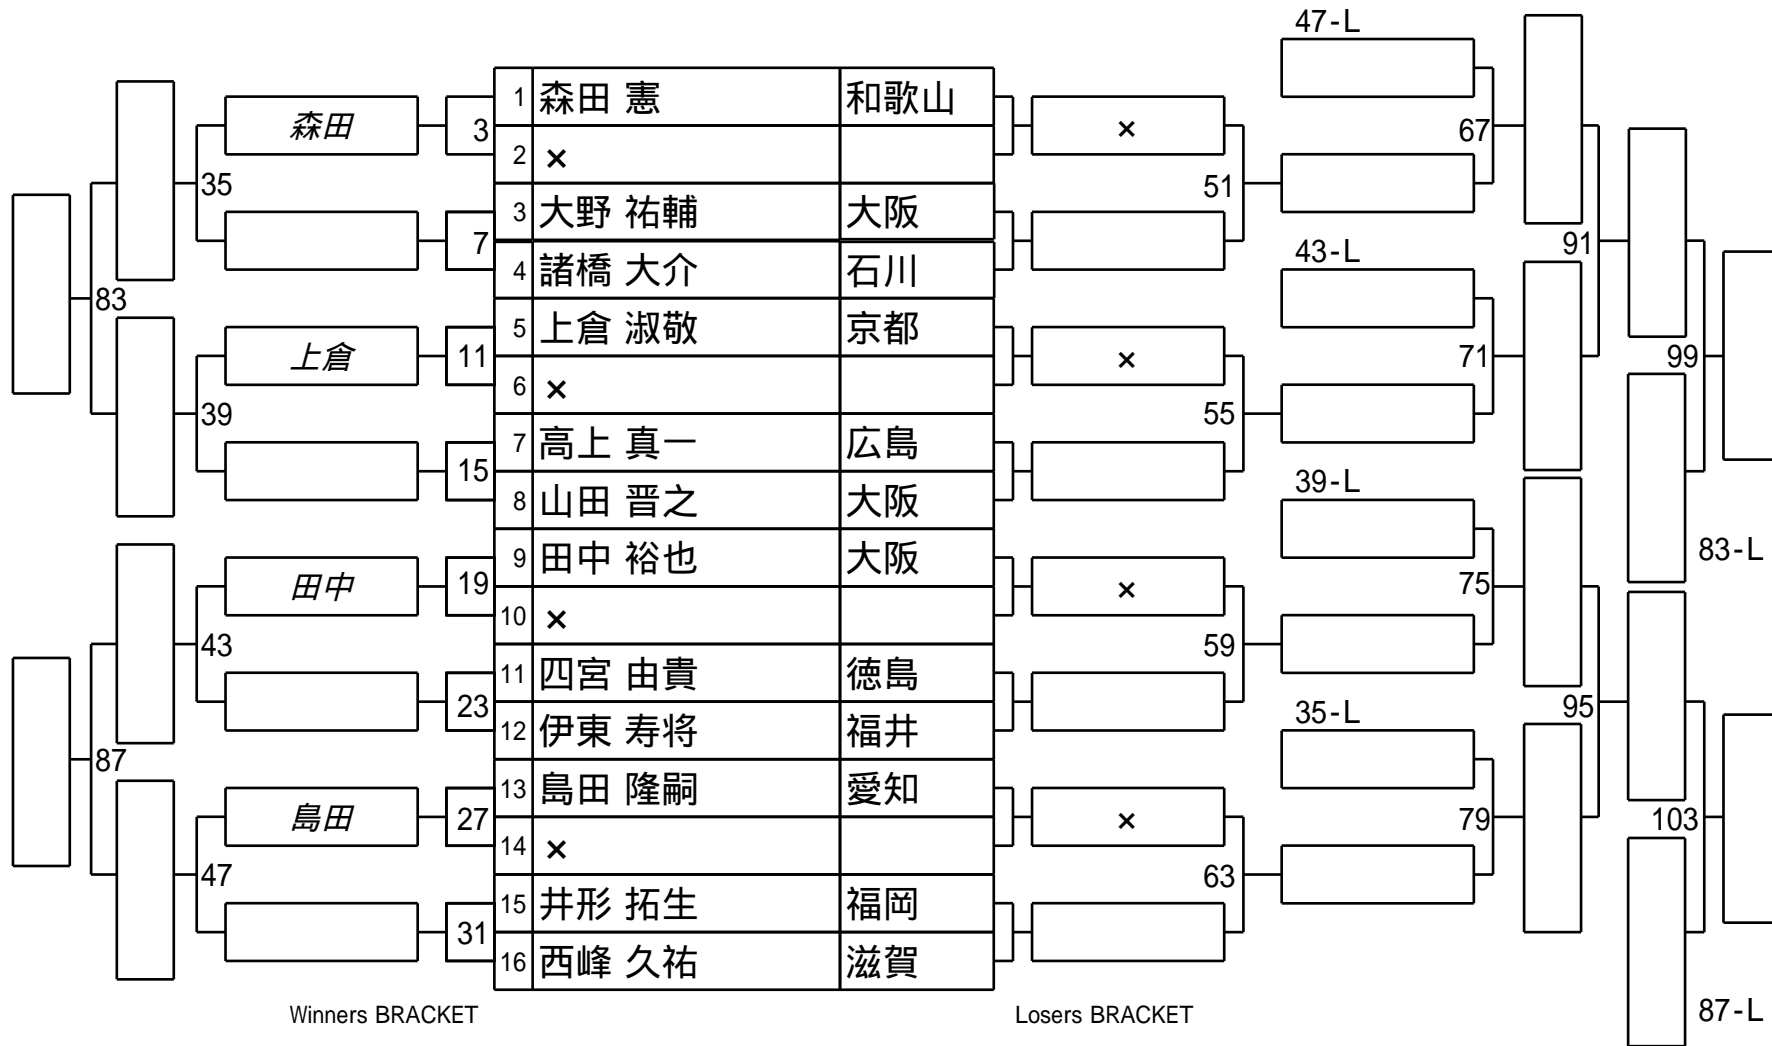 47-L
1 森田 憲 和歌山
森田 3 × 67
2 ×
35 51
3 大野 祐輔 大阪
7 91
43-L
4 諸橋 大介 石川
83
5 上倉 淑敬 京都
上倉 11 × 71 99
6 ×
39 55
7 高上 真一 広島
15
39-L
8 山田 晋之 大阪
9 田中 裕也 大阪
83-L
田中 19 × 75
10 ×
43 59
11 四宮 由貴 徳島
23 95
35-L
12 伊東 寿将 福井
87
13 島田 隆嗣 愛知
島田 27 × 79 103
14 ×
47 63
15 井形 拓生 福岡
31
16 西峰 久祐 滋賀
Winners BRACKET Losers BRACKET
87-L